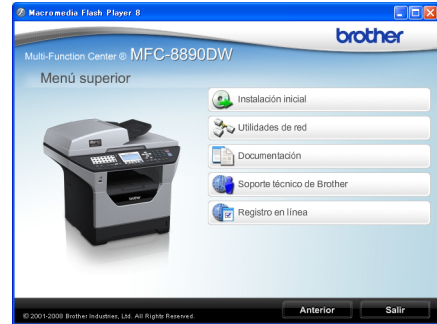 Macromedia Flash Player 8
brother
Multi-Function Center ® MFC-8890DW
Menú superior
Instalación inicial
Utilidades de red
Documentación
Soporte técnico de Brother
Registro en línea
© 2001-2008 Brother Industries, Ltd. All Rights Reserved.
Anterior
Salir